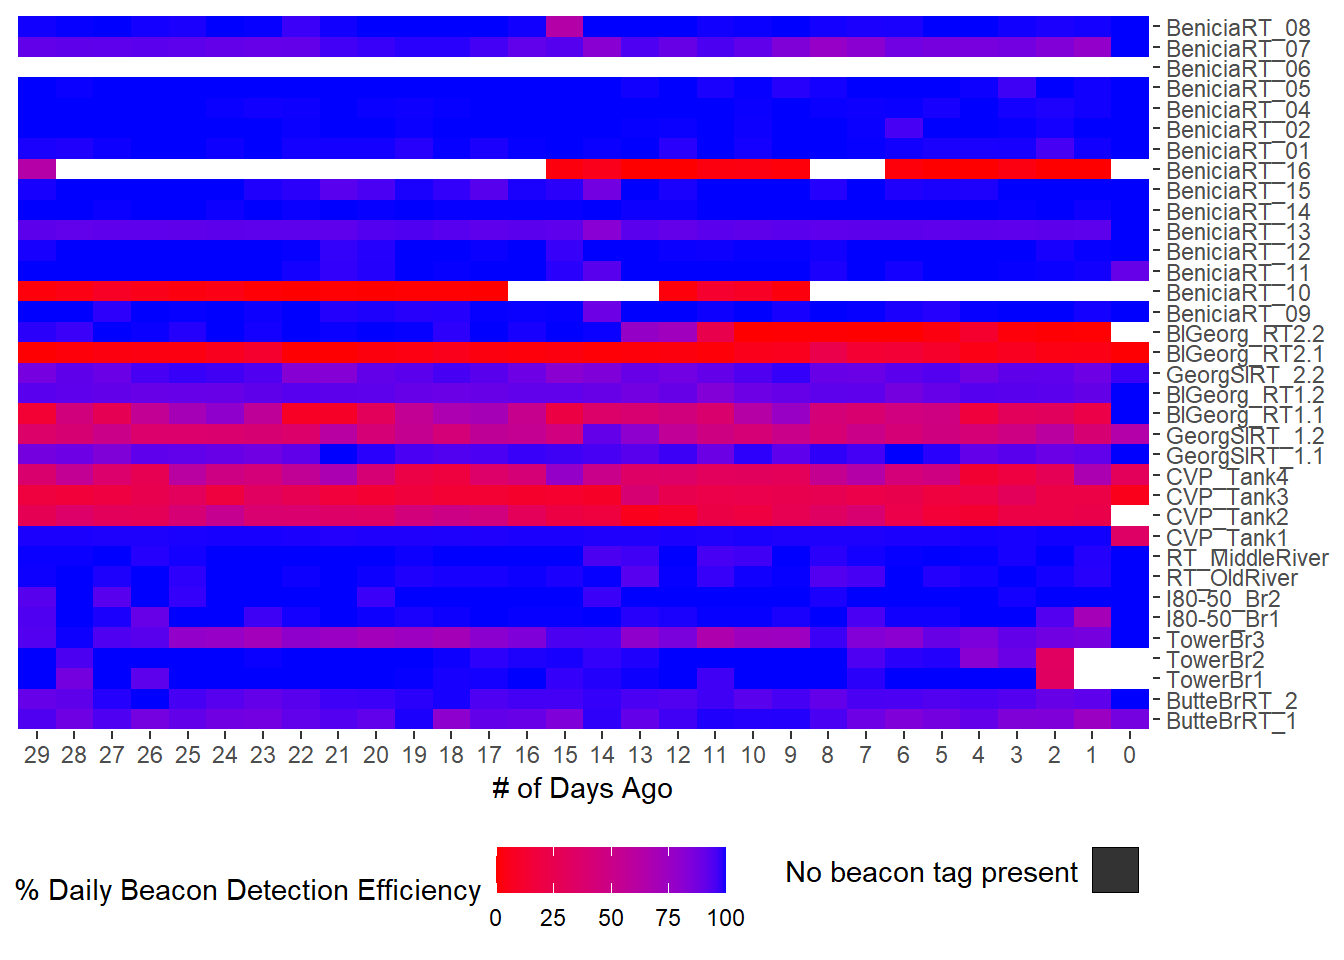 BeniciaRT_08
BeniciaRT_07
BeniciaRT_06
BeniciaRT_05
BeniciaRT_04
BeniciaRT_02
BeniciaRT_01
BeniciaRT_16
BeniciaRT_15
BeniciaRT_14
BeniciaRT_13
BeniciaRT_12
BeniciaRT_11
BeniciaRT_10
BeniciaRT_09
BlGeorg_RT2.2
BlGeorg_RT2.1
GeorgSlRT_2.2
BlGeorg_RT1.2
BlGeorg_RT1.1
GeorgSlRT_1.2
GeorgSlRT_1.1
CVP_Tank4
CVP_Tank3
CVP_Tank2
CVP_Tank1
RT_MiddleRiver
RT_OldRiver
I80-50_Br2
I80-50_Br1
TowerBr3
TowerBr2
TowerBr1
ButteBrRT_2
ButteBrRT_1
29 28 27 26 25 24 23 22 21 20 19 18 17 16 15 14 13 12 11 10 9 8 7 6 5 4 3 2 1 0
# of Days Ago
% Daily Beacon Detection Efficiency
0 25 50 75 100
No beacon tag present